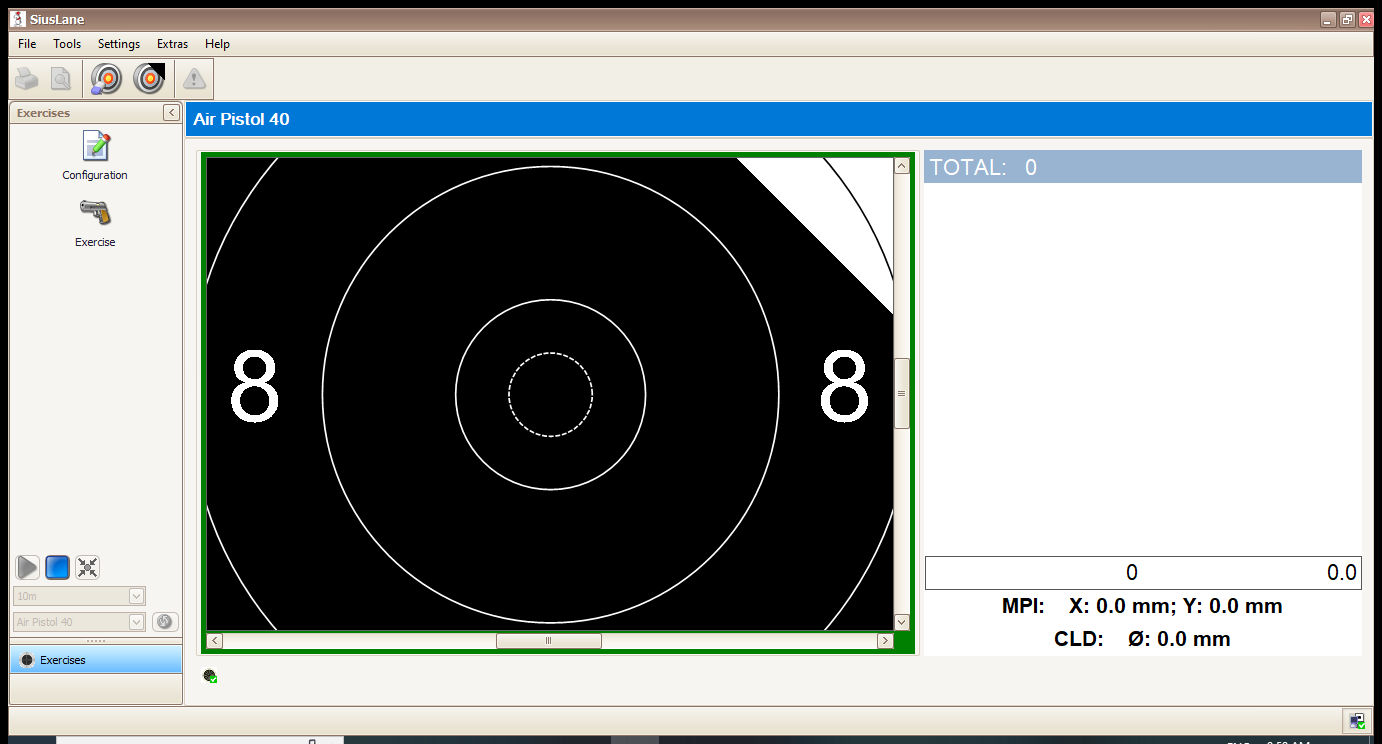 SiusLane
File Tools Settings Extras Help
Exercises
Air Pistol 40
Configuration
Exercise
8 8
TOTAL: 0
0 0.0
MPI: X: 0.0 mm; Y: 0.0 mm
CLD: Ø: 0.0 mm
10m
Air Pistol 40
Exercises